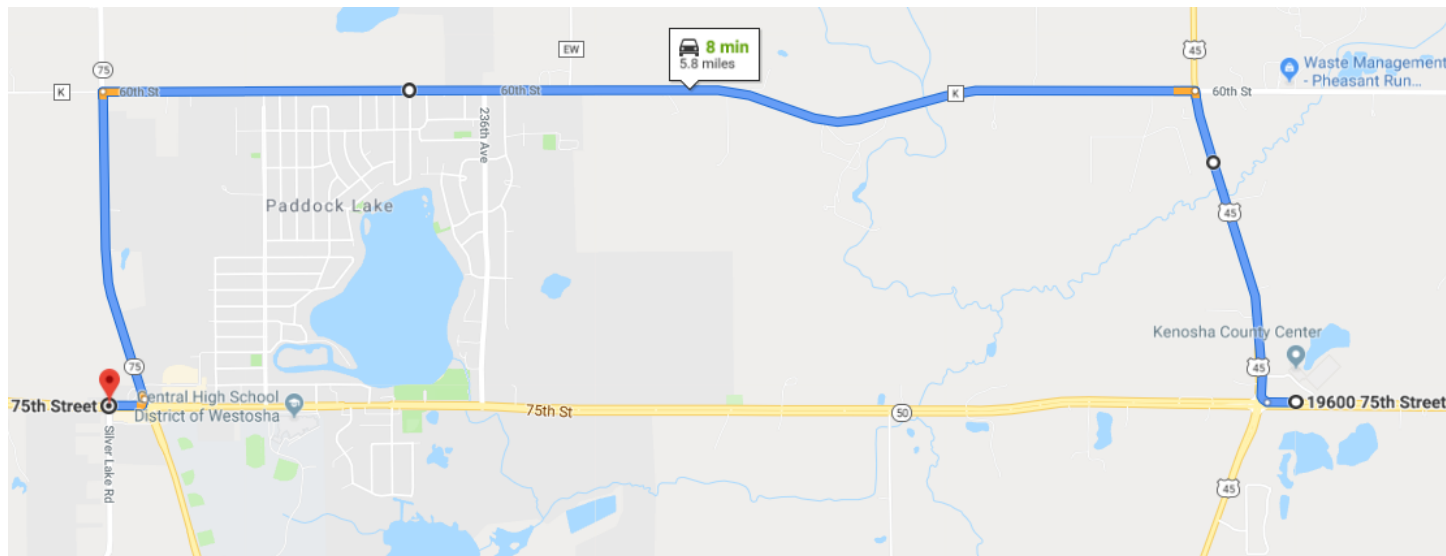 8 min
5.8 miles
EW
45
75
K
60th St
60th St
K
60th St
Waste Management
- Pheasant Run...
236th Ave
Paddock Lake
45
Kenosha County Center
75
45
75th Street
Central High School
District of Westosha
75th St
50
19600 75th Street
Silver Lake Rd
45